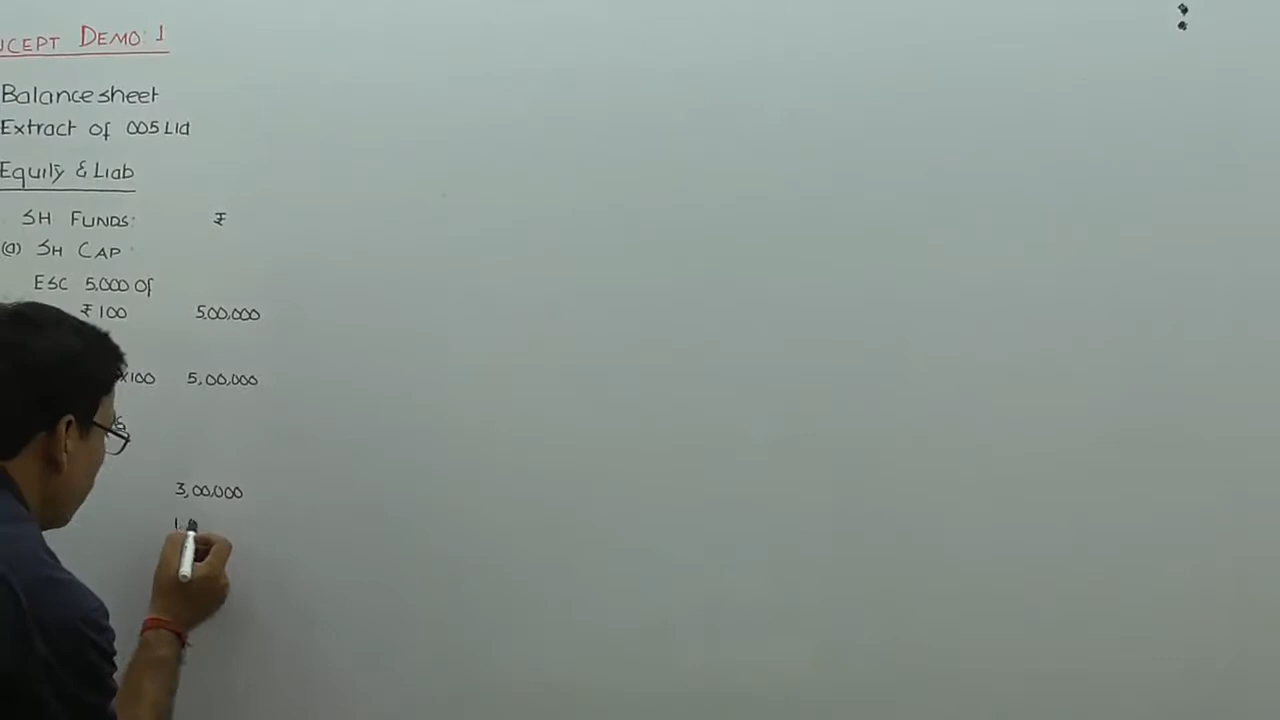 CEPT DEMO: 1
Balance sheet
Extract of 005 Ltd
Equity & Liab
SH FUNDS: ₹
(a) SH CAP
ESC 5,000 Of
₹ 100 5,00,000
X100 5,00,000
3,00,000